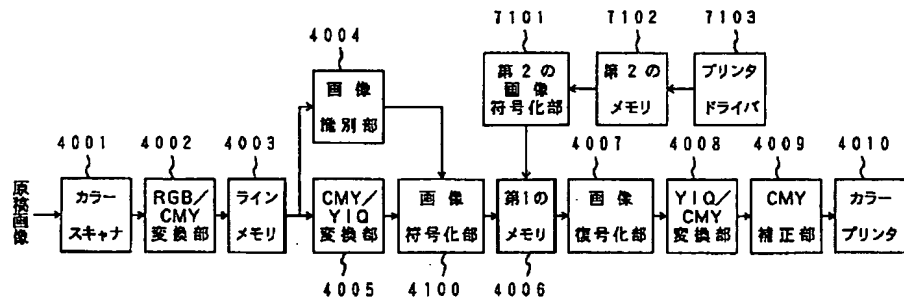 7101
7102
7103
4004
第2の
画像
符号化部
第2の
メモリ
プリンタ
ドライバ
画像
識別部
4001
4002
4003
4007
4008
4009
4010
原稿画像
カラー
スキャナ
RGB/
CMY
変換部
ライン
メモリ
CMY/
YIQ
変換部
画像
符号化部
第1の
メモリ
画像
復号化部
YIQ/
CMY
変換部
CMY
補正部
カラー
プリンタ
4005
4100
4006